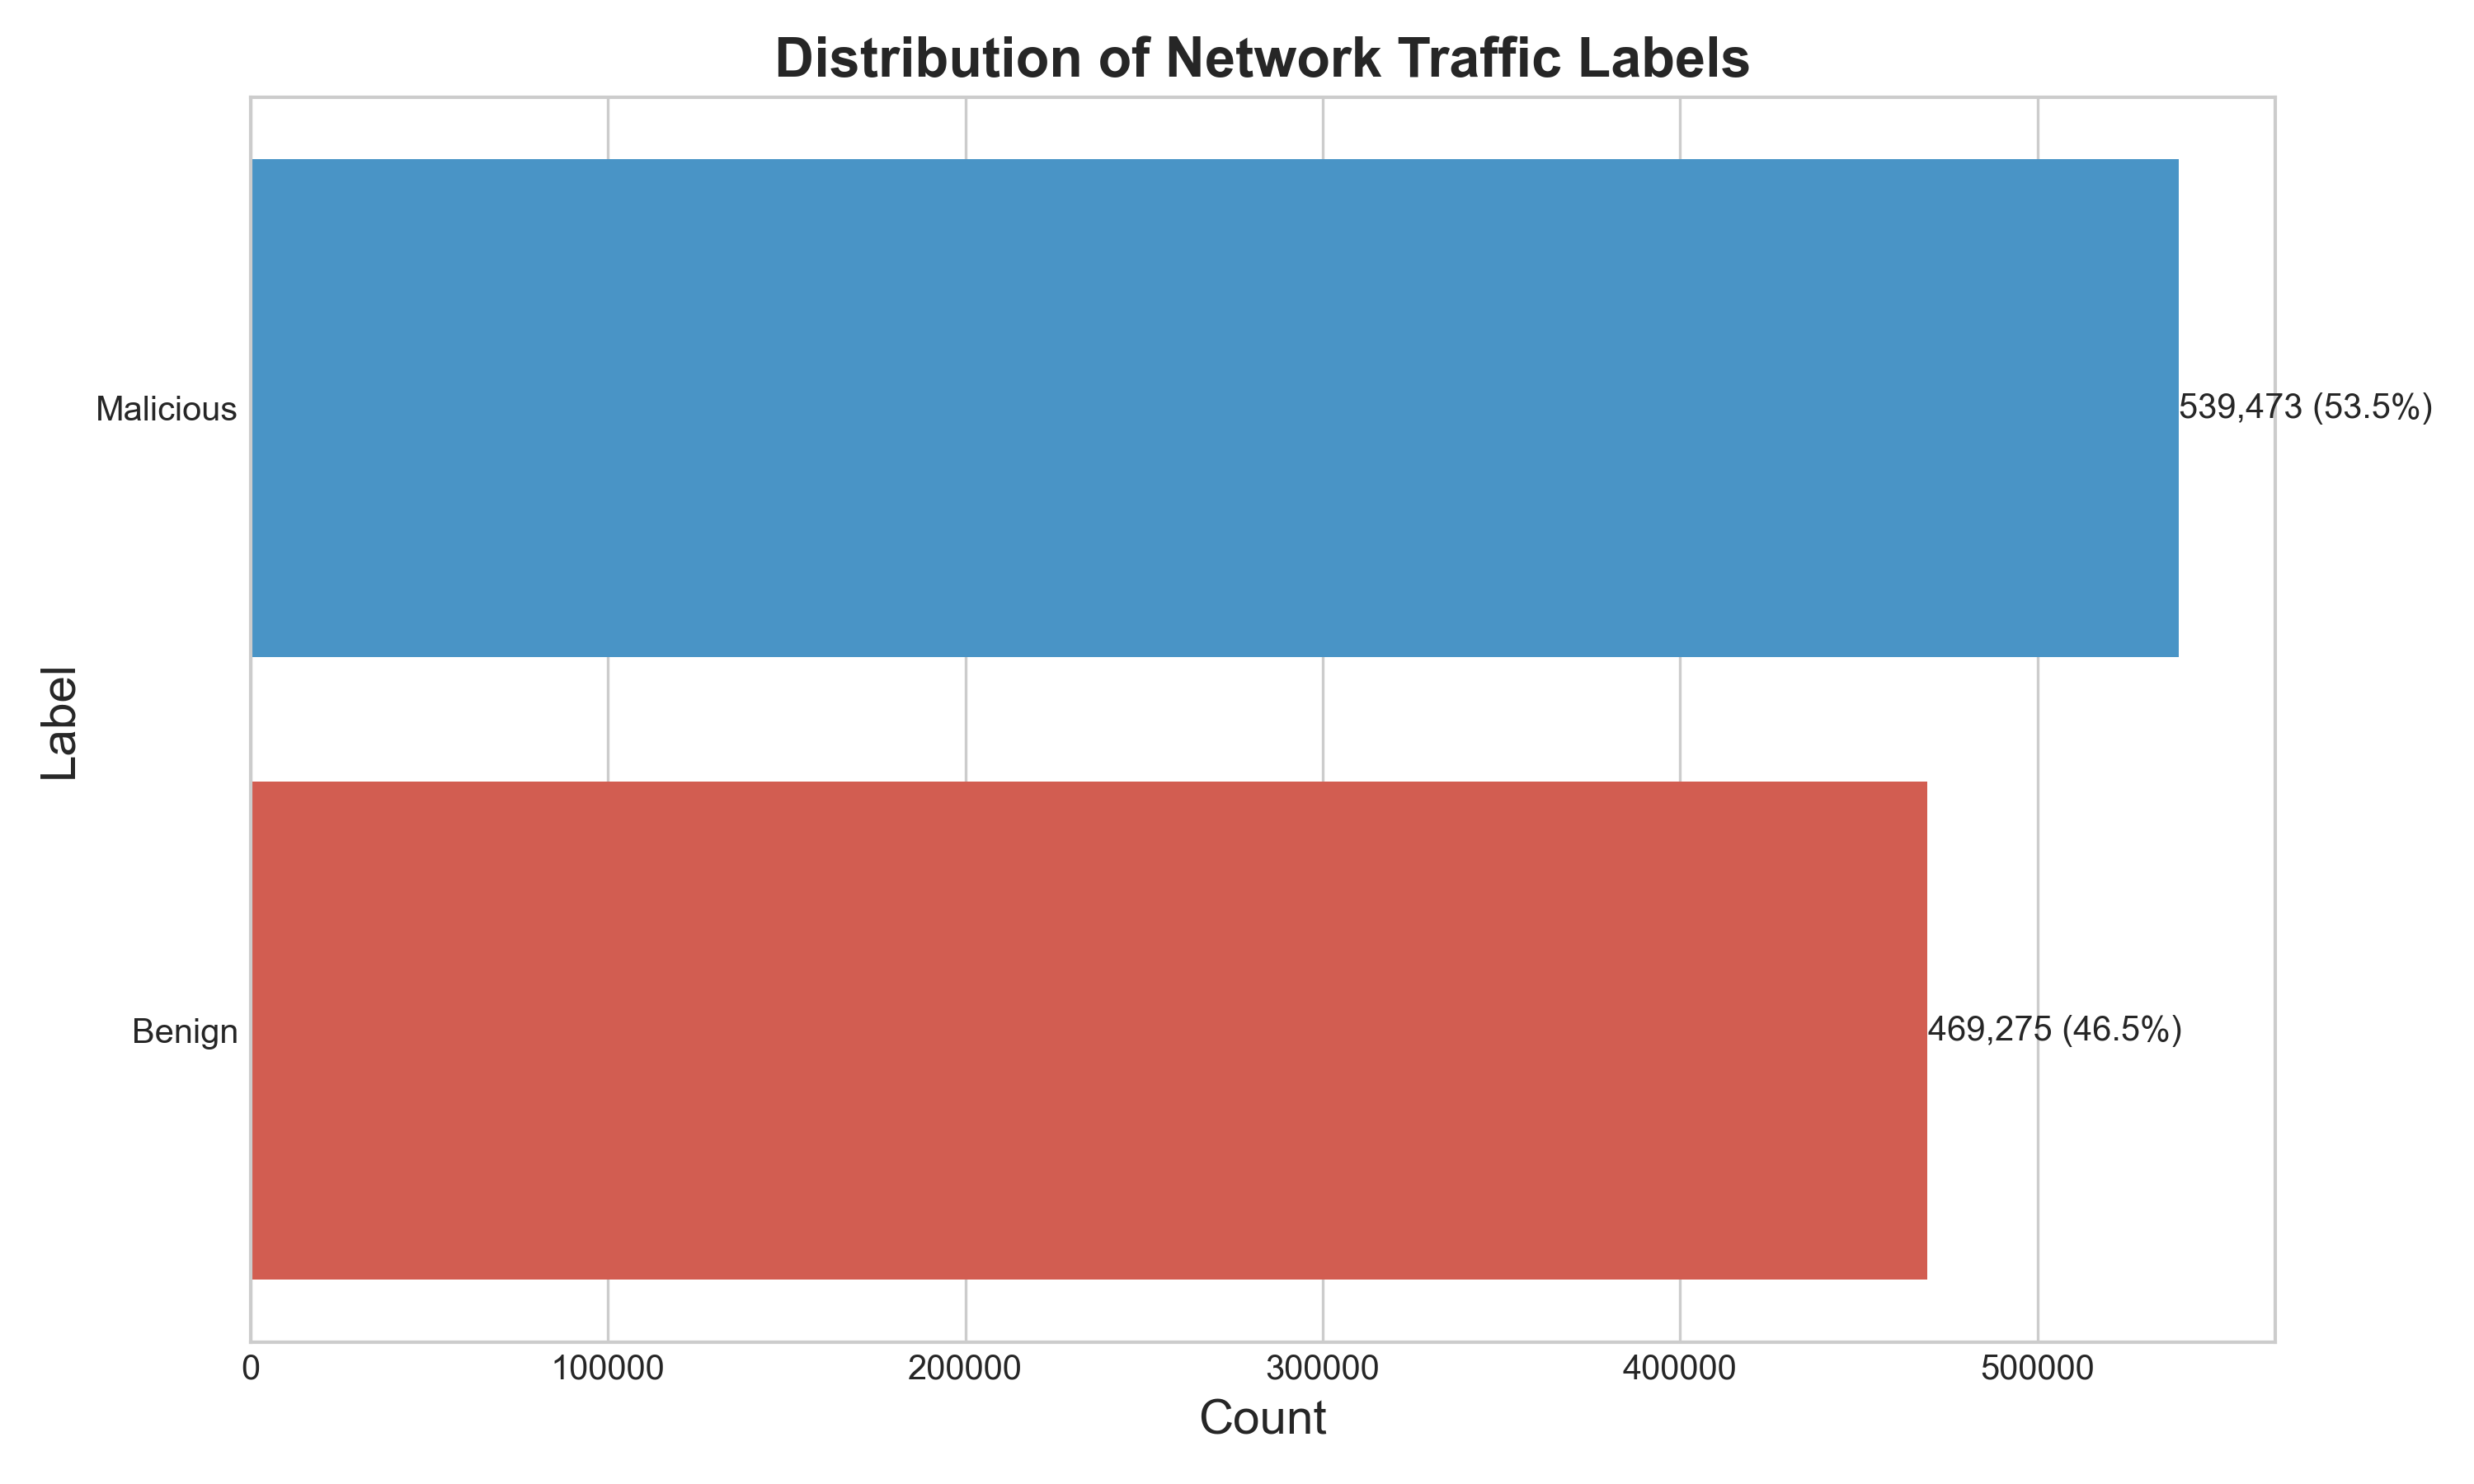 Distribution of Network Traffic Labels
Malicious
539,473 (53.5%)
Label
Benign
469,275 (46.5%)
0 100000 200000 300000 400000 500000
Count